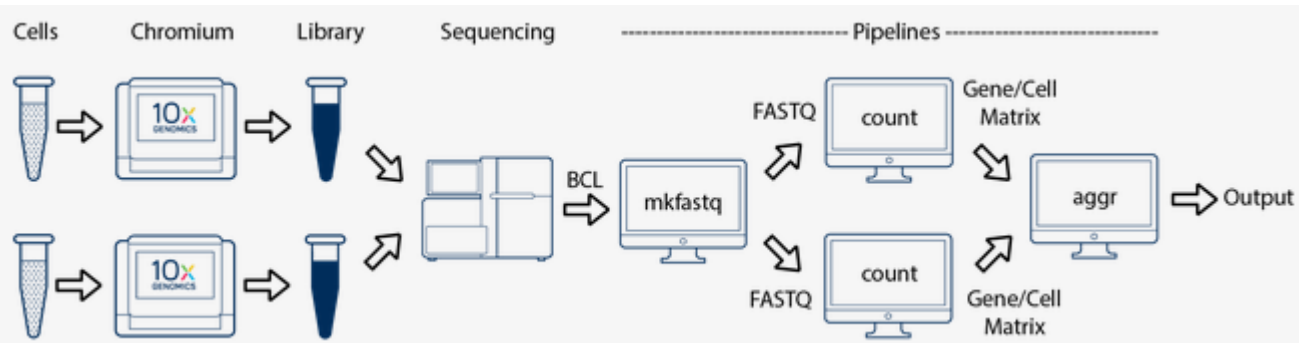 Cells Chromium Library Sequencing Pipelines
10x GENOMICS
FASTQ
count
Gene/Cell Matrix
BCL
mkfastq
aggr
Output
10x GENOMICS
FASTQ
count
Gene/Cell Matrix